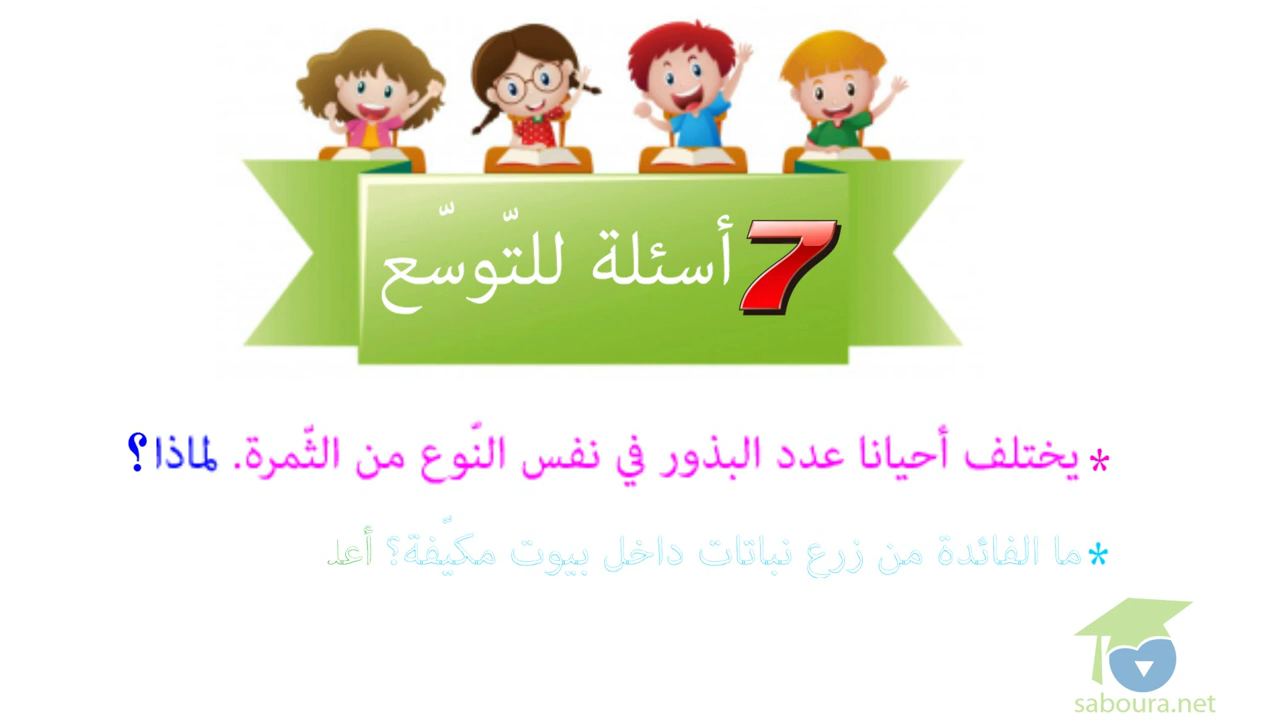 7 أسئلة للتّوسّع
* يختلف أحيانا عدد البذور في نفس النّوع من الثّمرة. لماذا؟
* ما الفائدة من زرع نباتات داخل بيوت مكيّفة؟
saboura.net